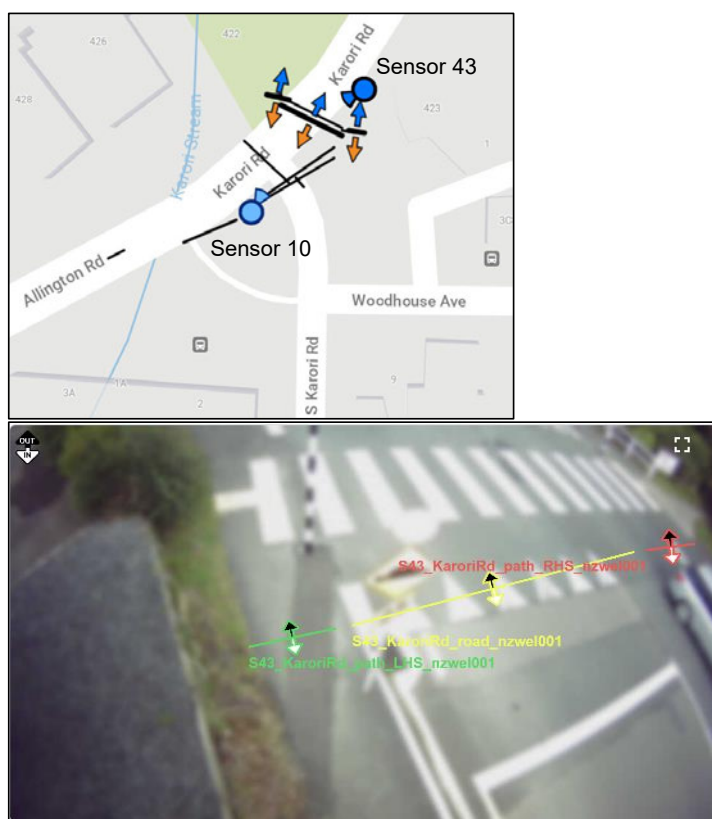 426
422
Karori Rd
Sensor 43
428
423
Karori Stream
1
Karori Rd
3C
Sensor 10
Allington Rd
Woodhouse Ave
S Karori Rd
3A
1A
2
9
OUT
IN
S43_KaroriRd_path_RHS_nzwel001
S43_KaroriRd_road_nzwel001
S43_KaroriRd_path_LHS_nzwel001